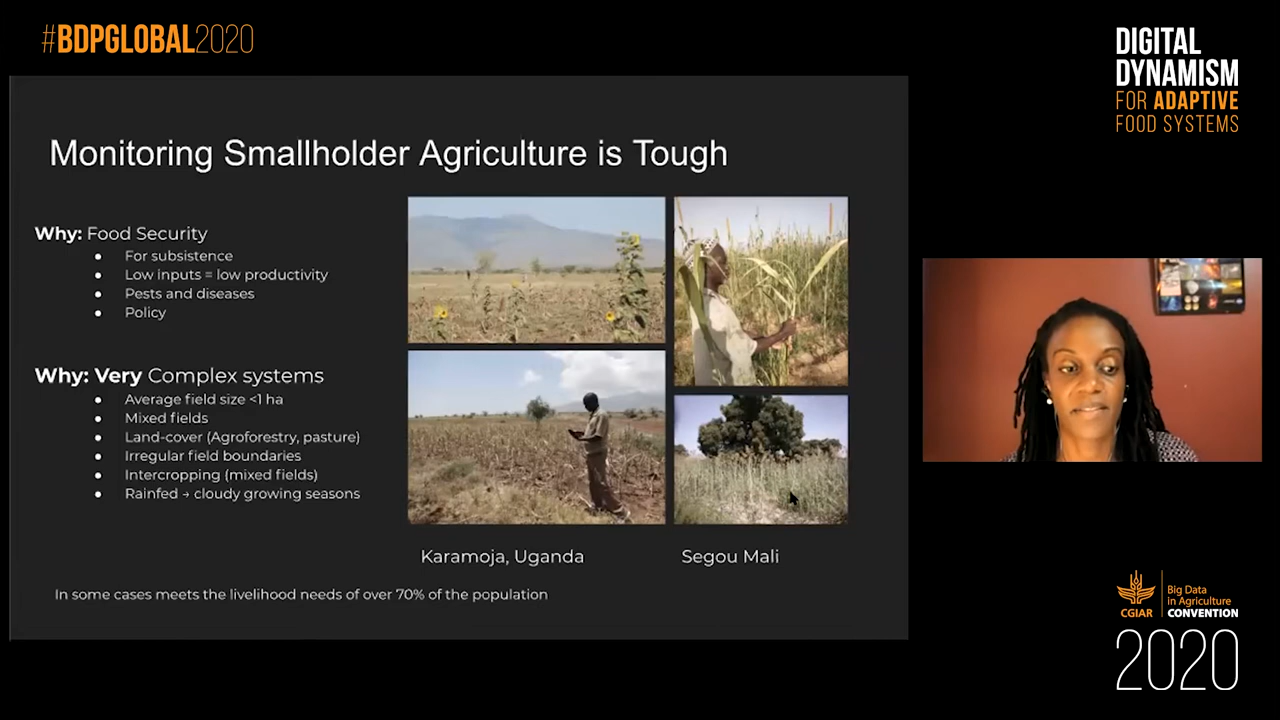 #BDPGLOBAL2020
DIGITAL
DYNAMISM
FOR ADAPTIVE
FOOD SYSTEMS
Monitoring Smallholder Agriculture is Tough
Why: Food Security
● For subsistence
● Low inputs = low productivity
● Pests and diseases
● Policy
Why: Very Complex systems
● Average field size <1 ha
● Mixed fields
● Land-cover (Agroforestry, pasture)
● Irregular field boundaries
● Intercropping (mixed fields)
● Rainfed → cloudy growing seasons
Karamoja, Uganda
Segou Mali
In some cases meets the livelihood needs of over 70% of the population
CGIAR
Big Data
in Agriculture
CONVENTION
2020